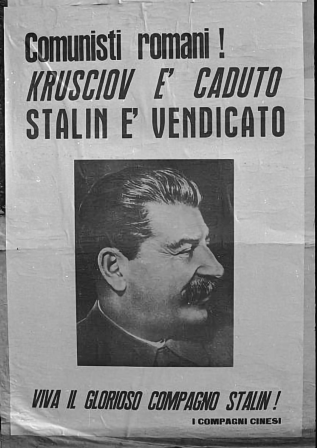 Comunisti romani !
KRUSCIOV E' CADUTO
STALIN E' VENDICATO
VIVA IL GLORIOSO COMPAGNO STALIN !
I COMPAGNI CINESI